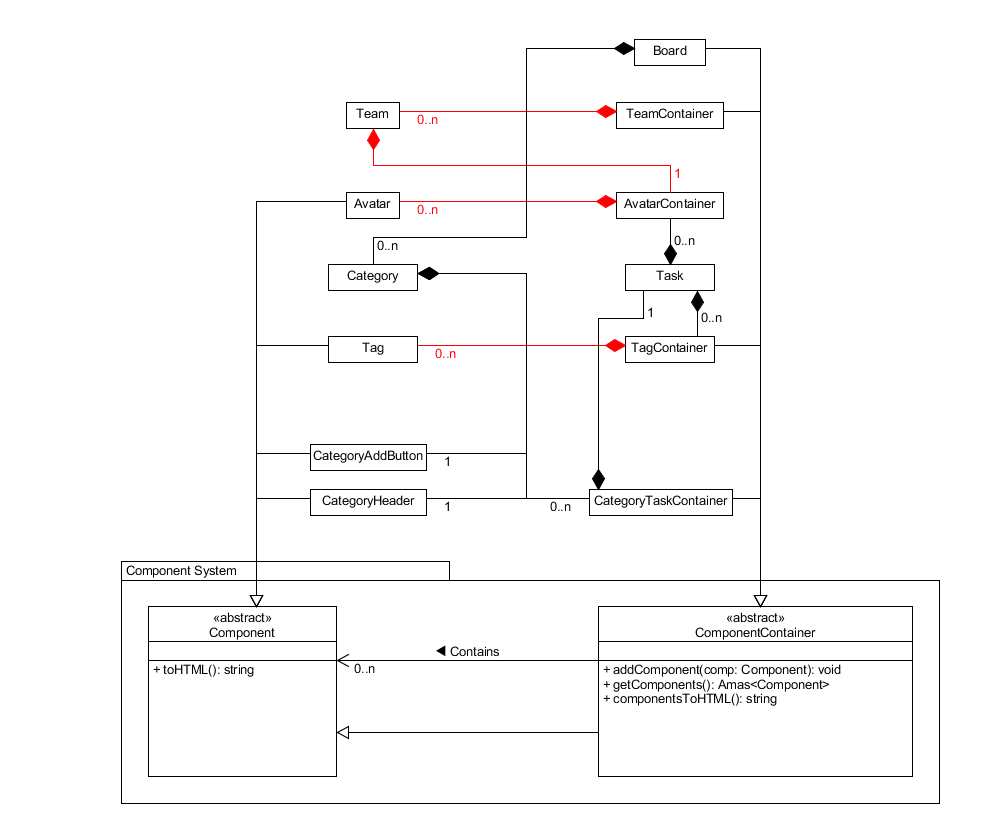 Board
Team
0..n
TeamContainer
1
Avatar
0..n
AvatarContainer
0..n
0..n
Category
Task
1
0..n
Tag
0..n
TagContainer
CategoryAddButton
1
CategoryHeader
1
0..n
CategoryTaskContainer
Component System
«abstract»
Component
+ toHTML(): string
◀ Contains
0..n
«abstract»
ComponentContainer
+ addComponent(comp: Component): void
+ getComponents(): Amas<Component>
+ componentsToHTML(): string